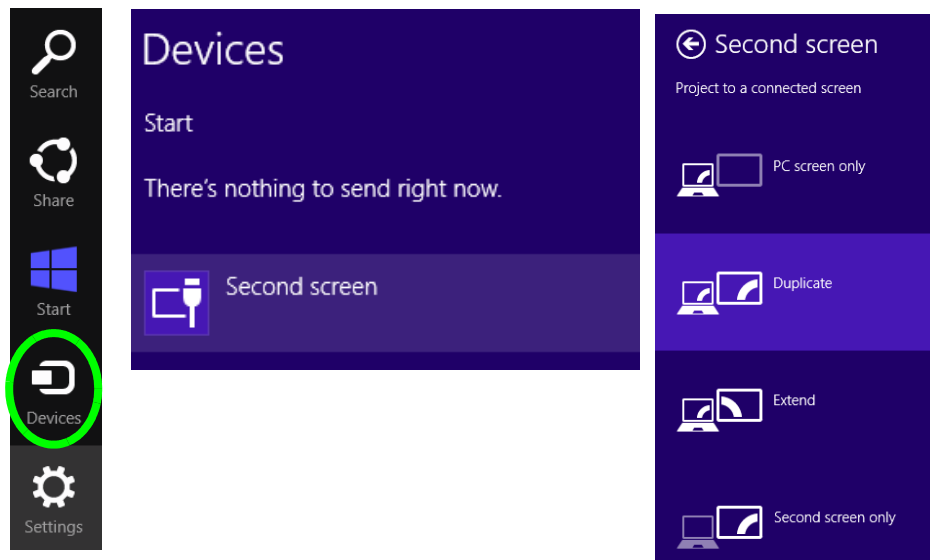 Search
Share
Start
Devices
Settings
Devices
Start
There's nothing to send right now.
Second screen
Second screen
Project to a connected screen
PC screen only
Duplicate
Extend
Second screen only